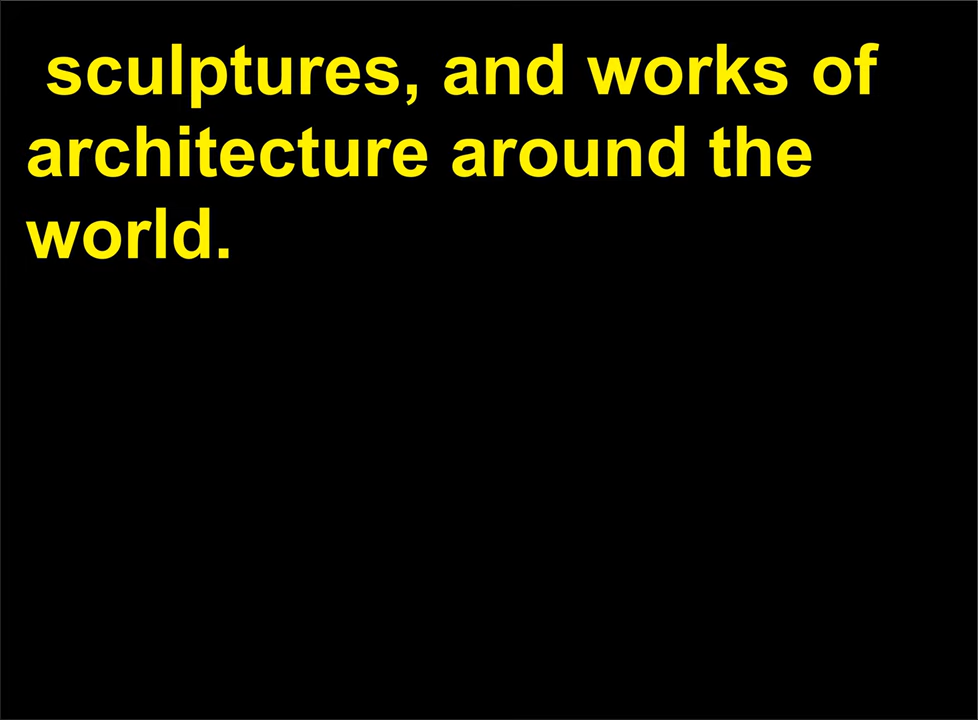 sculptures, and works of
architecture around the
world.